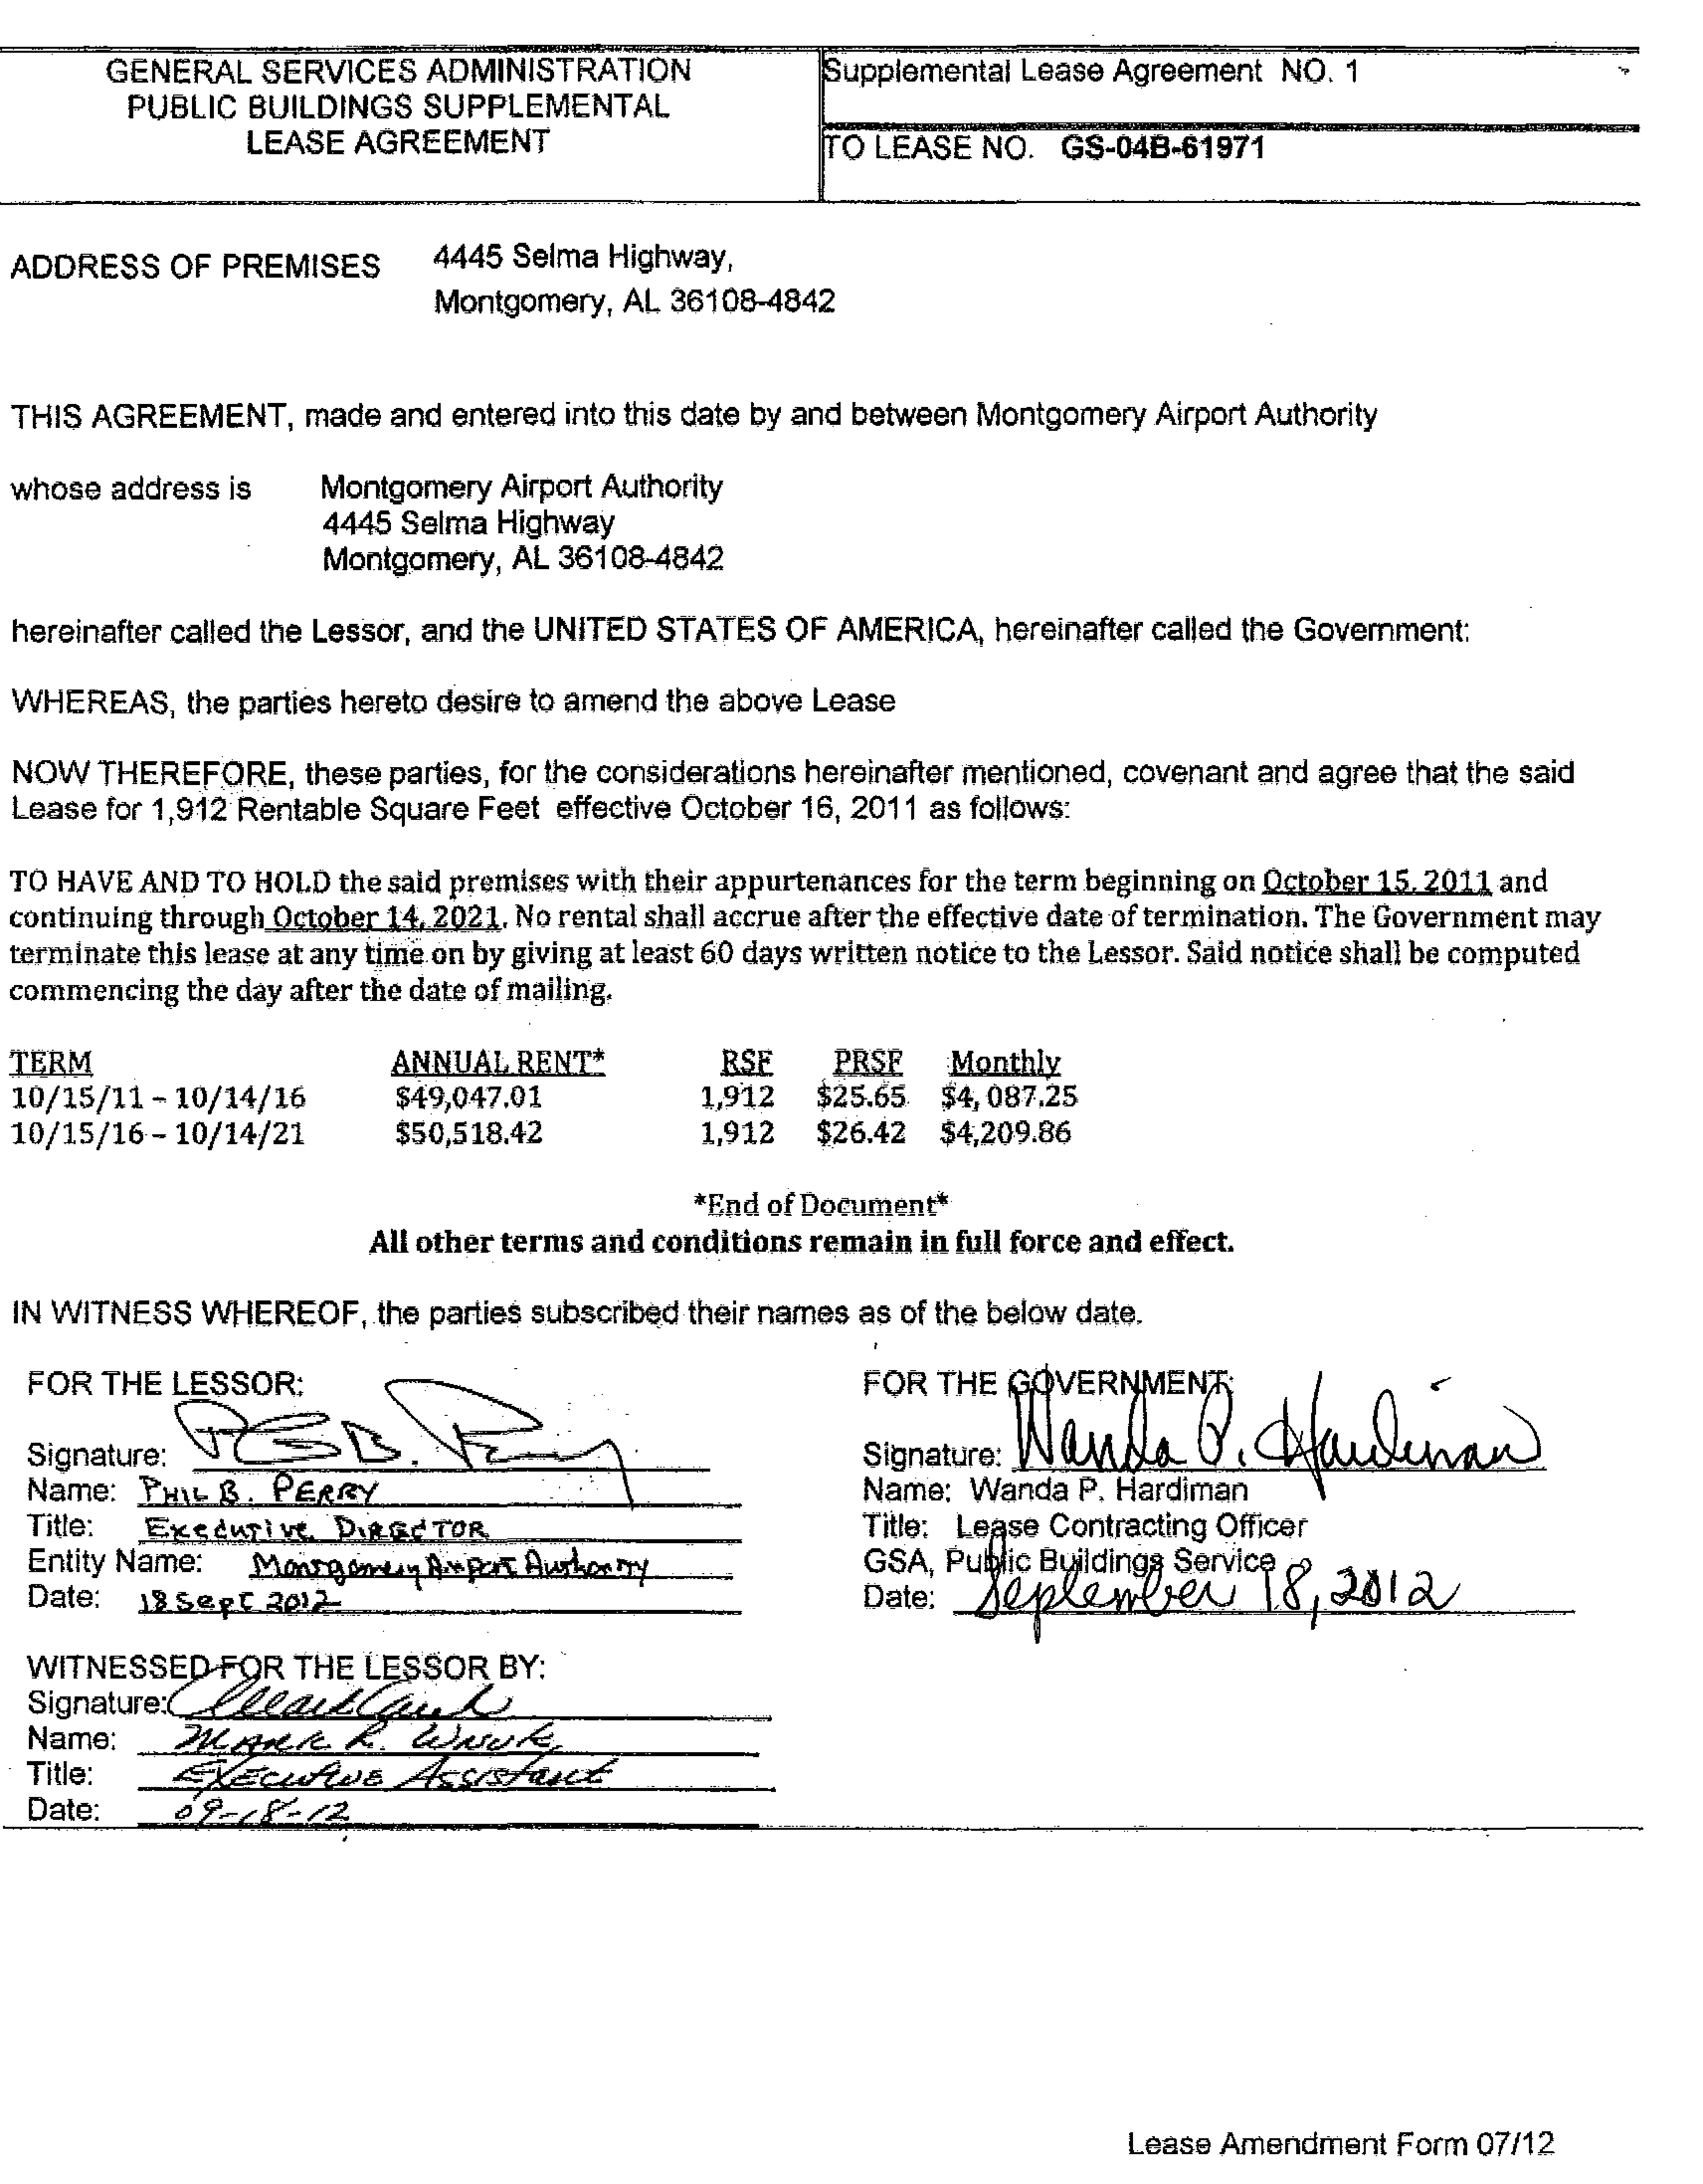 GENERAL SERVICES ADMINISTRATION
PUBLIC BUILDINGS SUPPLEMENTAL
LEASE AGREEMENT
Supplemental Lease Agreement NO. 1
TO LEASE NO. GS-04B-61971
ADDRESS OF PREMISES 4445 Selma Highway,
Montgomery, AL 36108-4842
THIS AGREEMENT, made and entered into this date by and between Montgomery Airport Authority
whose address is Montgomery Airport Authority
4445 Selma Highway
Montgomery, AL 36108-4842
hereinafter called the Lessor, and the UNITED STATES OF AMERICA, hereinafter called the Government:
WHEREAS, the parties hereto desire to amend the above Lease
NOW THEREFORE, these parties, for the considerations hereinafter mentioned, covenant and agree that the said
Lease for 1,912 Rentable Square Feet effective October 16, 2011 as follows:
TO HAVE AND TO HOLD the said premises with their appurtenances for the term beginning on October 15, 2011 and
continuing through October 14, 2021. No rental shall accrue after the effective date of termination. The Government may
terminate this lease at any time on by giving at least 60 days written notice to the Lessor. Said notice shall be computed
commencing the day after the date of mailing.
TERM ANNUAL RENT* RSF PRSF Monthly
10/15/11 - 10/14/16 $49,047.01 1,912 $25.65 $4, 087.25
10/15/16 - 10/14/21 $50,518.42 1,912 $26.42 $4,209.86
*End of Document*
All other terms and conditions remain in full force and effect.
IN WITNESS WHEREOF, the parties subscribed their names as of the below date.
FOR THE LESSOR:
Signature:
Name: PHIL B. PERRY
Title: Executive DIRECTOR
Entity Name: Montgomery Airport Authority
Date: 18 Sept 2012
FOR THE GOVERNMENT:
Signature: Wanda P. Hardiman
Name: Wanda P. Hardiman
Title: Lease Contracting Officer
GSA, Public Buildings Service
Date: September 18, 2012
WITNESSED FOR THE LESSOR BY:
Signature:
Name: MARK R. WNUK
Title: EXECUTIVE Assistant
Date: 09-18-12
Lease Amendment Form 07/12